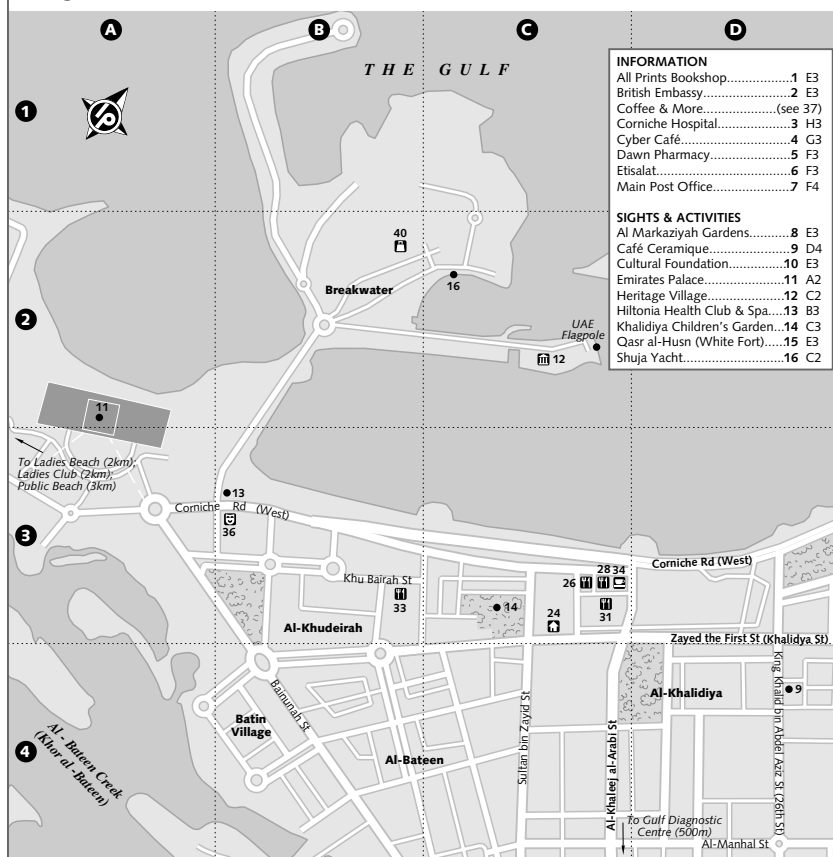 A
B
C
D
1
2
3
4
THE GULF
INFORMATION
All Prints Bookshop..................1 E3
British Embassy..................2 E3
Coffee & More..................(see 37)
Corniche Hospital..................3 H3
Cyber Café..................4 G3
Dawn Pharmacy..................5 F3
Etisalat..................6 F3
Main Post Office..................7 F4
SIGHTS & ACTIVITIES
Al Markaziyah Gardens..........8 E3
Café Ceramique..................9 D4
Cultural Foundation..............10 E3
Emirates Palace..................11 A2
Heritage Village..................12 C2
Hiltonia Health Club & Spa....13 B3
Khalidiya Children's Garden...14 C3
Qasr al-Husn (White Fort)....15 E3
Shuja Yacht..................16 C2
40
Breakwater
16
UAE
Flagpole
12
11
To Ladies Beach (2km);
Ladies Club (2km);
Public Beach (3km)
13
Corniche Rd (West)
36
Khu Bairah St
33
Al-Khudeirah
14
28 34
26
31
24
Corniche Rd (West)
Zayed the First St (Khalidya St)
Al-Khalidiya
9
King Khalid bin Abdel Aziz St (26th St)
Bainunah St
Batin
Village
Al-Bateen
Sultan bin Zayid St
Al-Khaleej al-Arabi St
Al - Bateen Creek
(Khor al -Bateen)
To Gulf Diagnostic
Centre (500m)
Al-Manhal St